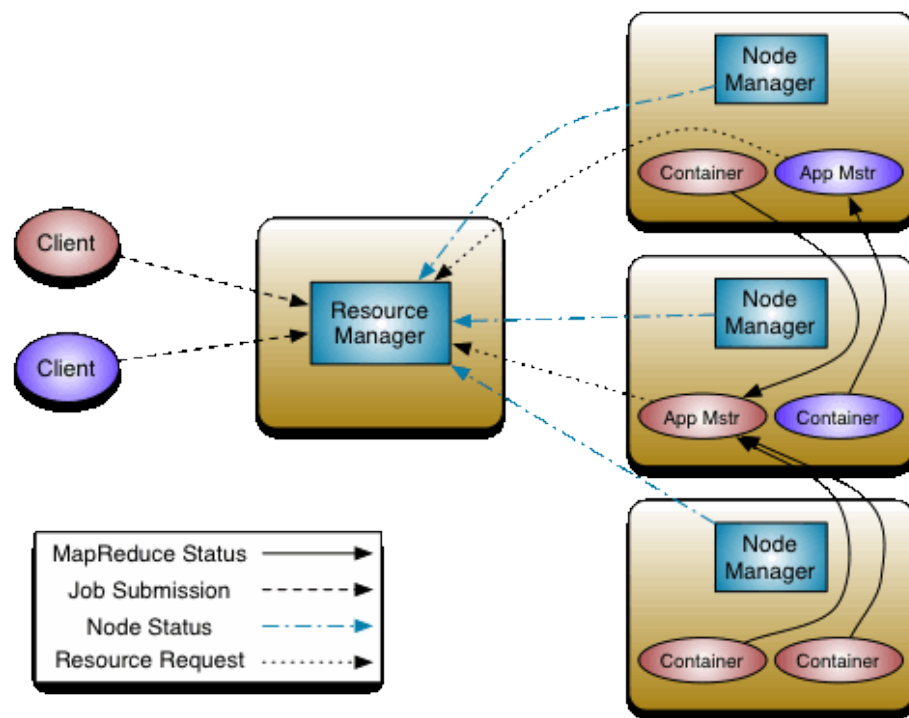 Client
Client
Resource
Manager
Node
Manager
Container
App Mstr
Node
Manager
App Mstr
Container
Node
Manager
Container
Container
MapReduce Status
Job Submission
Node Status
Resource Request